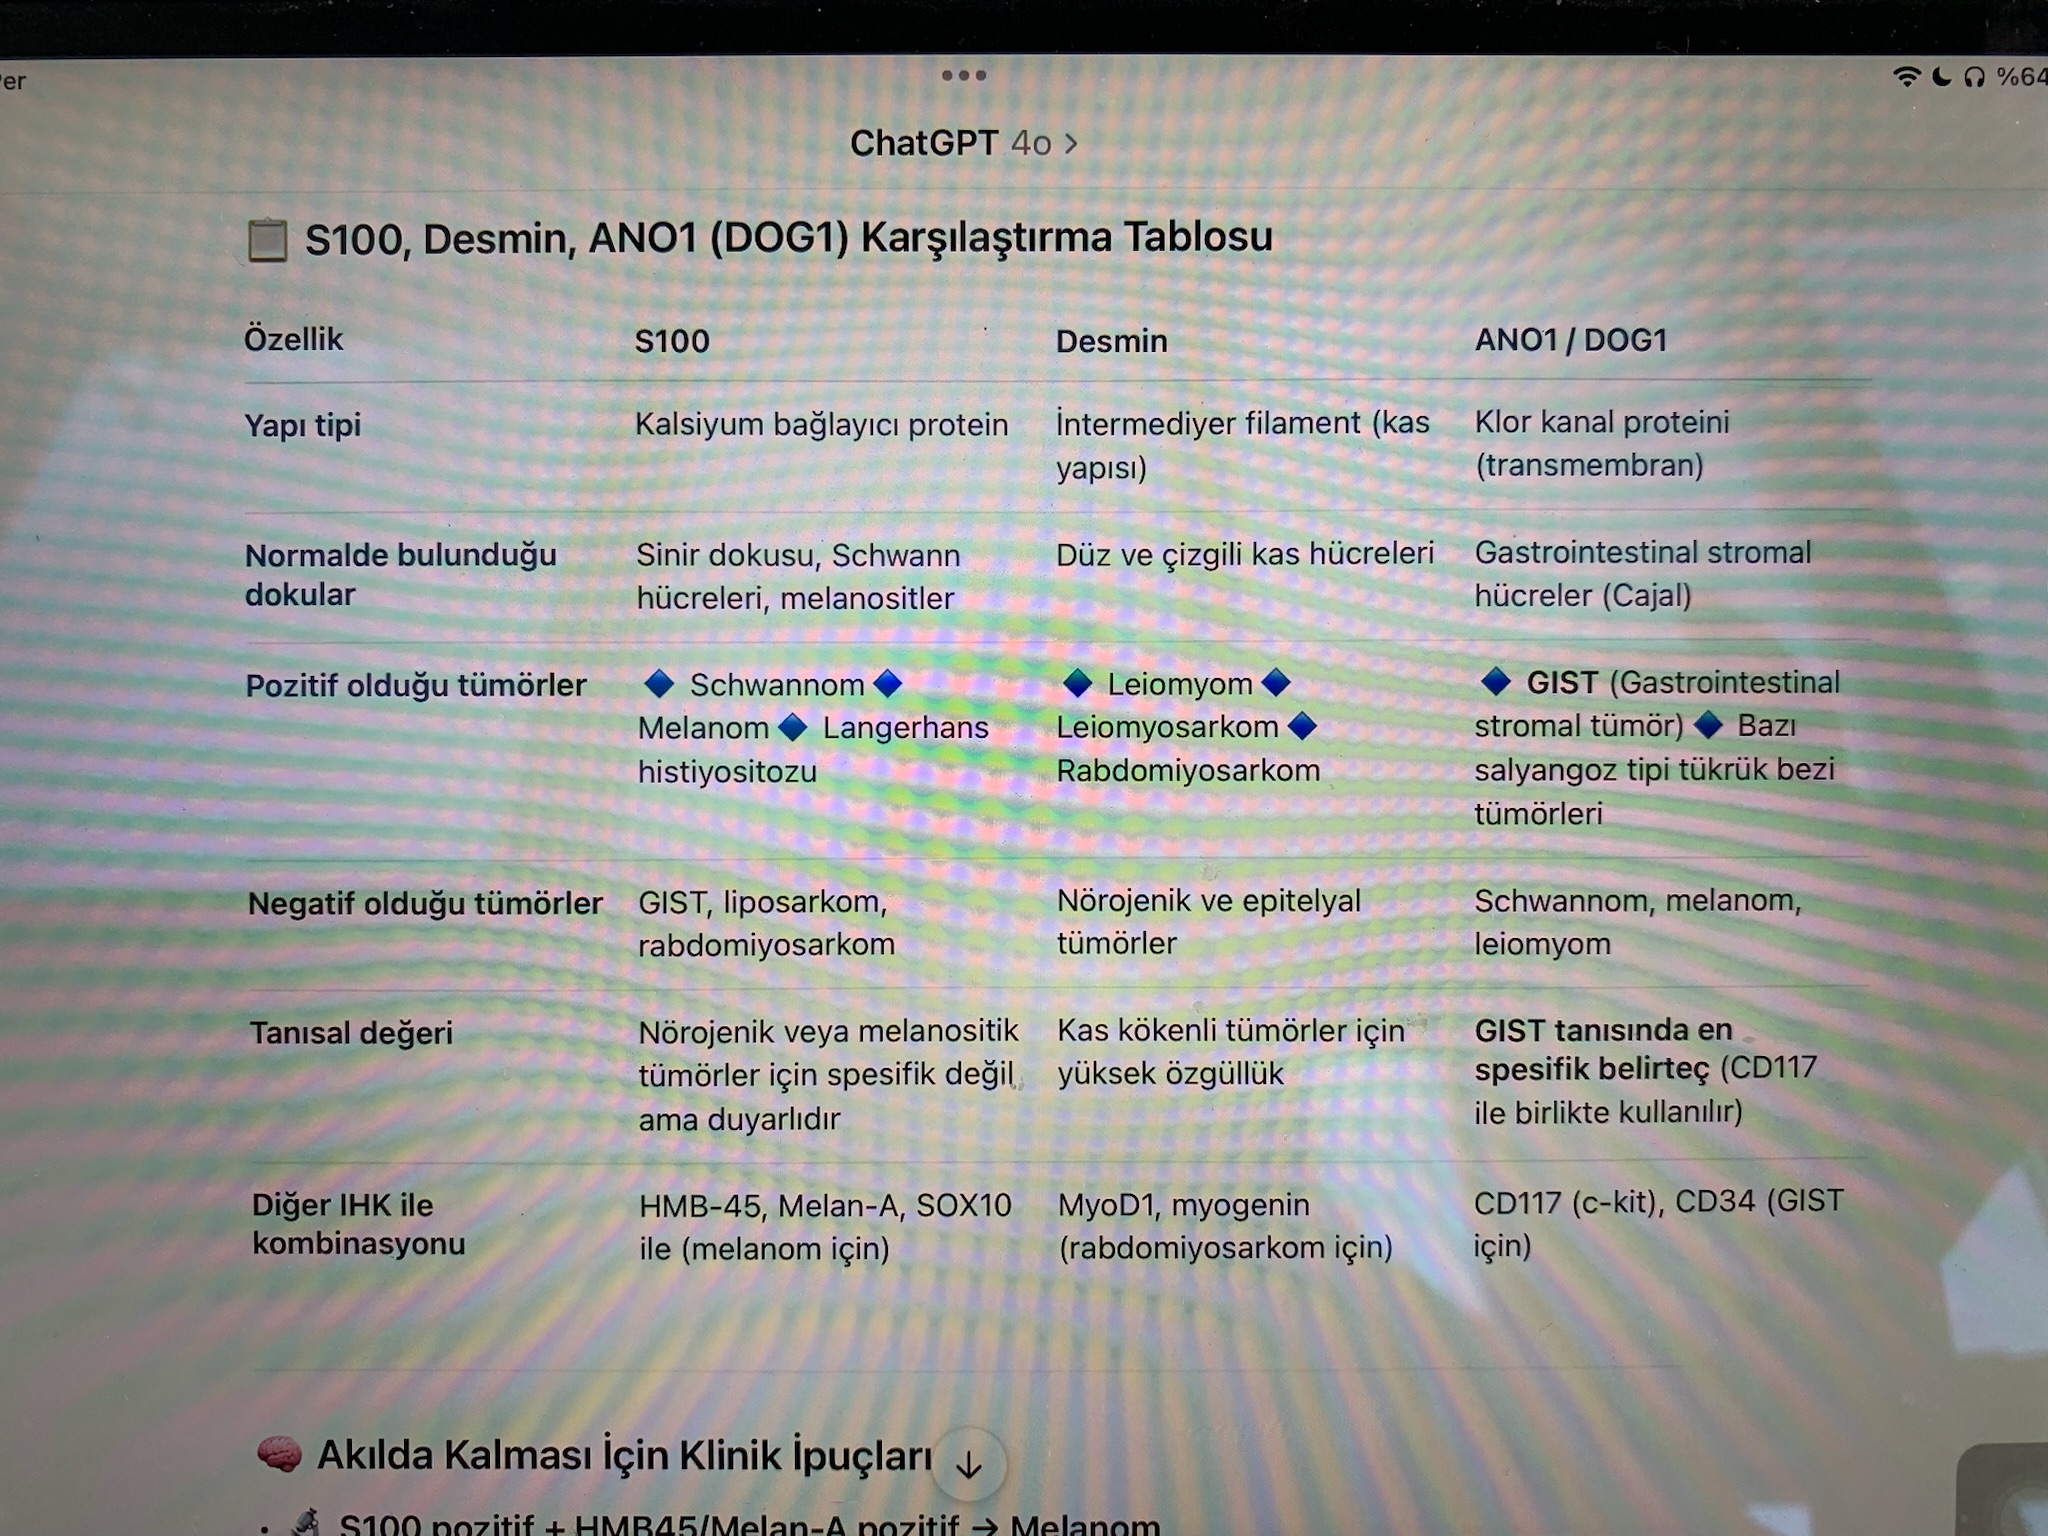 %64
ChatGPT 4o >
S100, Desmin, ANO1 (DOG1) Karşılaştırma Tablosu
Özellik S100 Desmin ANO1 / DOG1
Yapı tipi Kalsiyum bağlayıcı protein İntermediyer filament (kas Klor kanal proteini
yapısı) (transmembran)
Normalde bulunduğu Sinir dokusu, Schwann Düz ve çizgili kas hücreleri Gastrointestinal stromal
dokular hücreleri, melanositler hücreler (Cajal)
Pozitif olduğu tümörler Schwannom Leiomyom GIST (Gastrointestinal
Melanom Langerhans Leiomyosarkom stromal tümör) Bazı
histiyositozu Rabdomiyosarkom salyangoz tipi tükrük bezi
tümörleri
Negatif olduğu tümörler GIST, liposarkom, Nörojenik ve epitelyal Schwannom, melanom,
rabdomiyosarkom tümörler leiomyom
Tanısal değeri Nörojenik veya melanositik Kas kökenli tümörler için GIST tanısında en
tümörler için spesifik değil yüksek özgüllük spesifik belirteç (CD117
ama duyarlıdır ile birlikte kullanılır)
Diğer IHK ile HMB-45, Melan-A, SOX10 MyoD1, myogenin CD117 (c-kit), CD34 (GIST
kombinasyonu ile (melanom için) (rabdomiyosarkom için) için)
Akılda Kalması İçin Klinik İpuçları
S100 pozitif + HMB45/Melan-A pozitif → Melanom